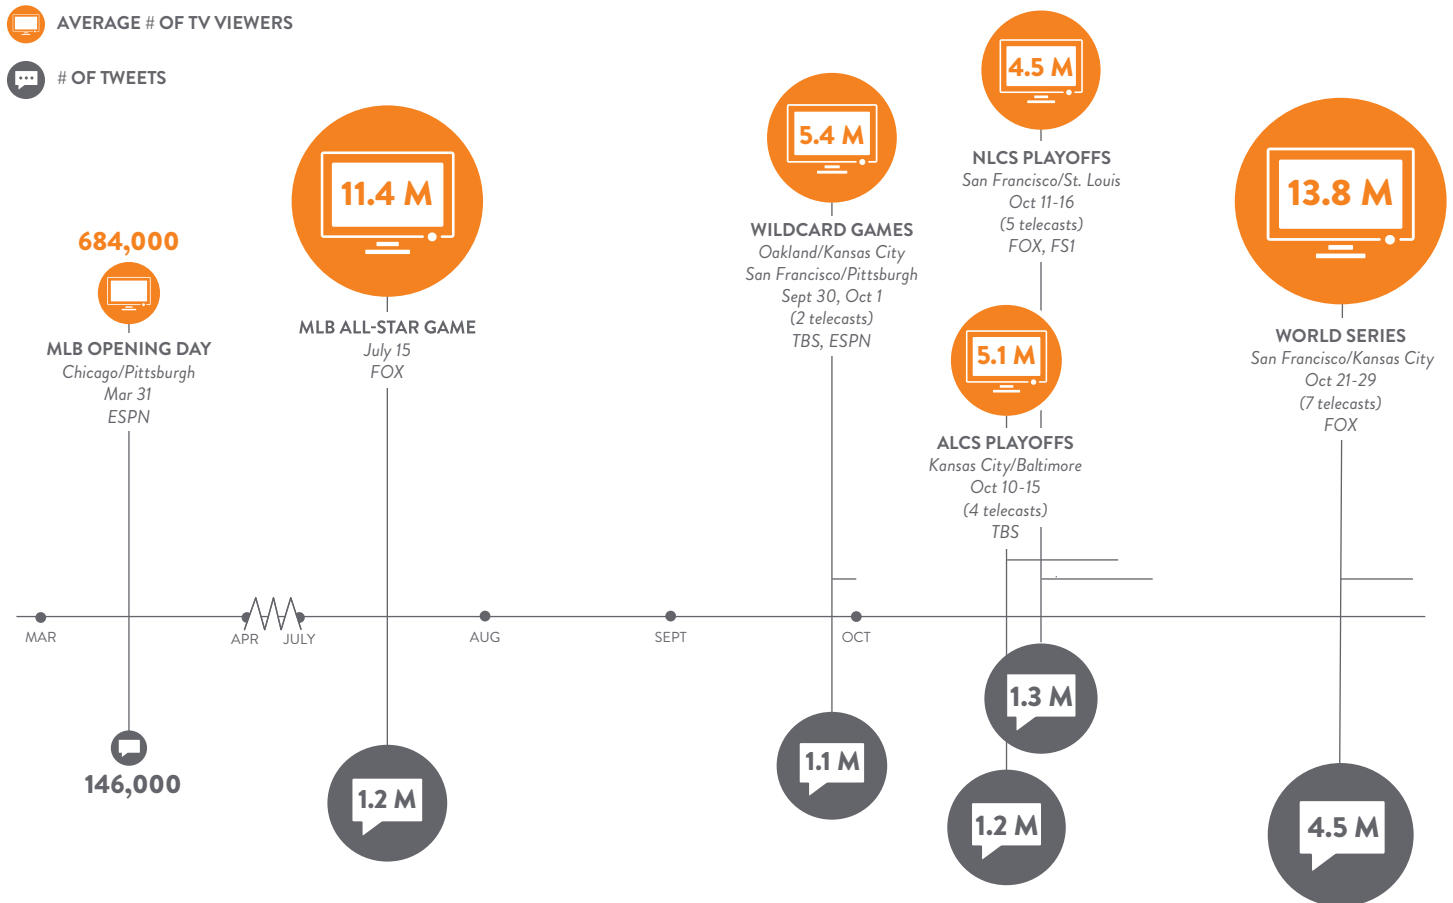 AVERAGE # OF TV VIEWERS
# OF TWEETS
684,000
MLB OPENING DAY
Chicago/Pittsburgh
Mar 31
ESPN
146,000
11.4 M
MLB ALL-STAR GAME
July 15
FOX
1.2 M
5.4 M
WILDCARD GAMES
Oakland/Kansas City
San Francisco/Pittsburgh
Sept 30, Oct 1
(2 telecasts)
TBS, ESPN
1.1 M
4.5 M
NLCS PLAYOFFS
San Francisco/St. Louis
Oct 11-16
(5 telecasts)
FOX, FS1
1.3 M
5.1 M
ALCS PLAYOFFS
Kansas City/Baltimore
Oct 10-15
(4 telecasts)
TBS
1.2 M
13.8 M
WORLD SERIES
San Francisco/Kansas City
Oct 21-29
(7 telecasts)
FOX
4.5 M
MAR
APR
JULY
AUG
SEPT
OCT